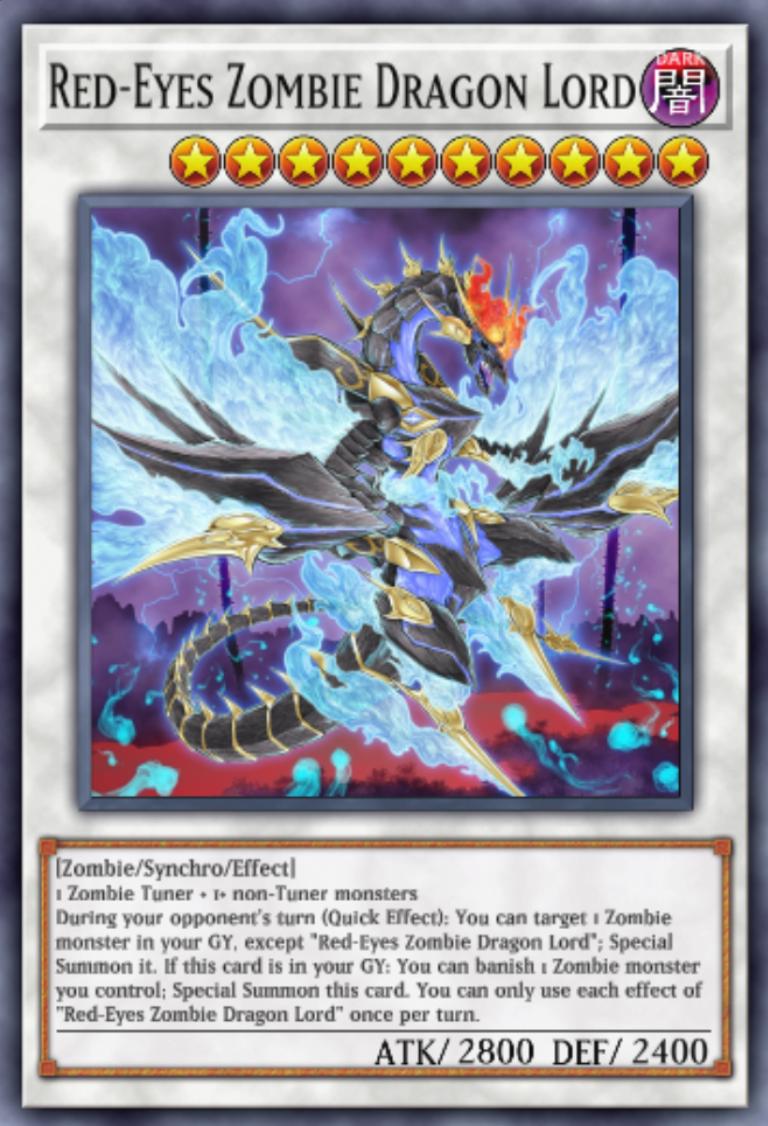 RED-EYES ZOMBIE DRAGON LORD
DARK
闇
[Zombie/Synchro/Effect]
1 Zombie Tuner + 1+ non-Tuner monsters
During your opponent's turn (Quick Effect): You can target 1 Zombie
monster in your GY, except "Red-Eyes Zombie Dragon Lord"; Special
Summon it. If this card is in your GY: You can banish 1 Zombie monster
you control; Special Summon this card. You can only use each effect of
"Red-Eyes Zombie Dragon Lord" once per turn.
ATK/ 2800 DEF/ 2400